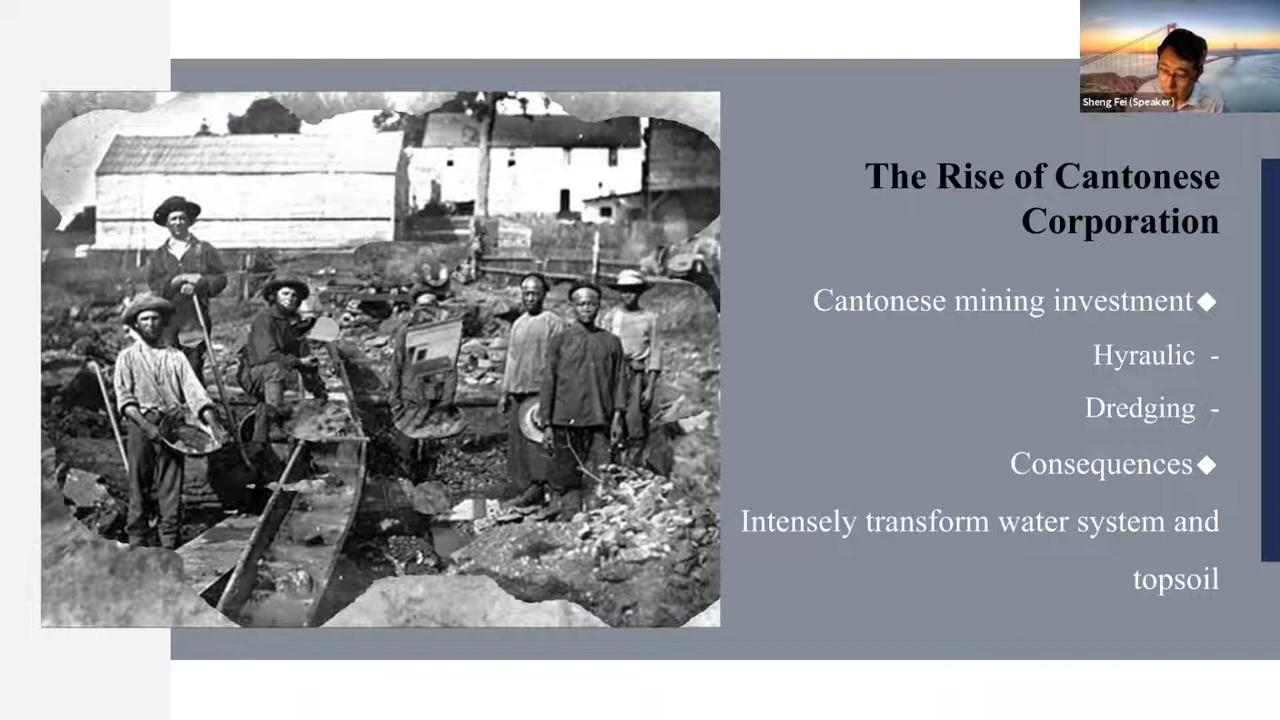 Sheng Fei (Speaker)
The Rise of Cantonese
Corporation
Cantonese mining investment◆
Hyraulic -
Dredging -
Consequences◆
Intensely transform water system and
topsoil